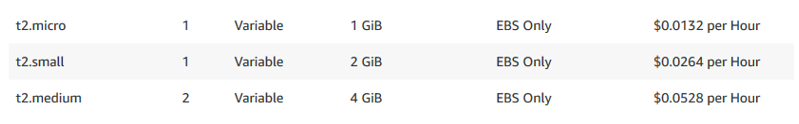 t2.micro 1 Variable 1 GiB EBS Only $0.0132 per Hour
t2.small 1 Variable 2 GiB EBS Only $0.0264 per Hour
t2.medium 2 Variable 4 GiB EBS Only $0.0528 per Hour